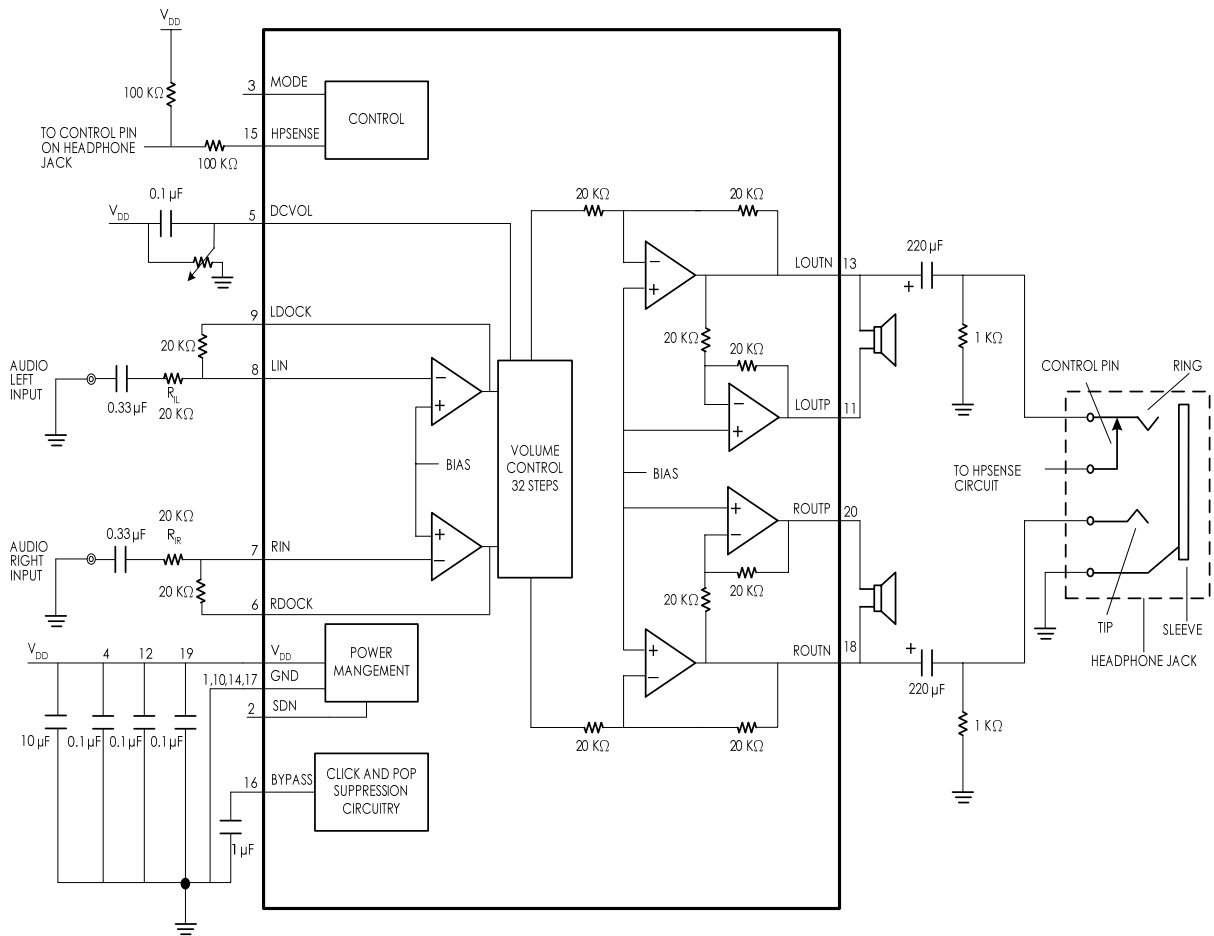 VDD
100 KΩ
TO CONTROL PIN
ON HEADPHONE
JACK
100 KΩ
3
MODE
15
HPSENSE
CONTROL
0.1 µF
VDD
5
DCVOL
9
LDOCK
20 KΩ
AUDIO
LEFT
INPUT
0.33 µF
RIL
20 KΩ
8
LIN
BIAS
VOLUME
CONTROL
32 STEPS
AUDIO
RIGHT
INPUT
0.33 µF
20 KΩ
RIR
7
RIN
20 KΩ
6
RDOCK
VDD
4
12
19
VDD
1,10,14,17
GND
2
SDN
POWER
MANGEMENT
10 µF
0.1 µF
0.1 µF
0.1 µF
16
BYPASS
CLICK AND POP
SUPPRESSION
CIRCUITRY
1 µF
20 KΩ
20 KΩ
LOUTN
13
20 KΩ
20 KΩ
LOUTP
11
BIAS
ROUTP
20
20 KΩ
20 KΩ
ROUTN
18
20 KΩ
20 KΩ
220 µF
+
1 KΩ
CONTROL PIN
RING
TO HPSENSE
CIRCUIT
TIP
SLEEVE
HEADPHONE JACK
+
220 µF
1 KΩ